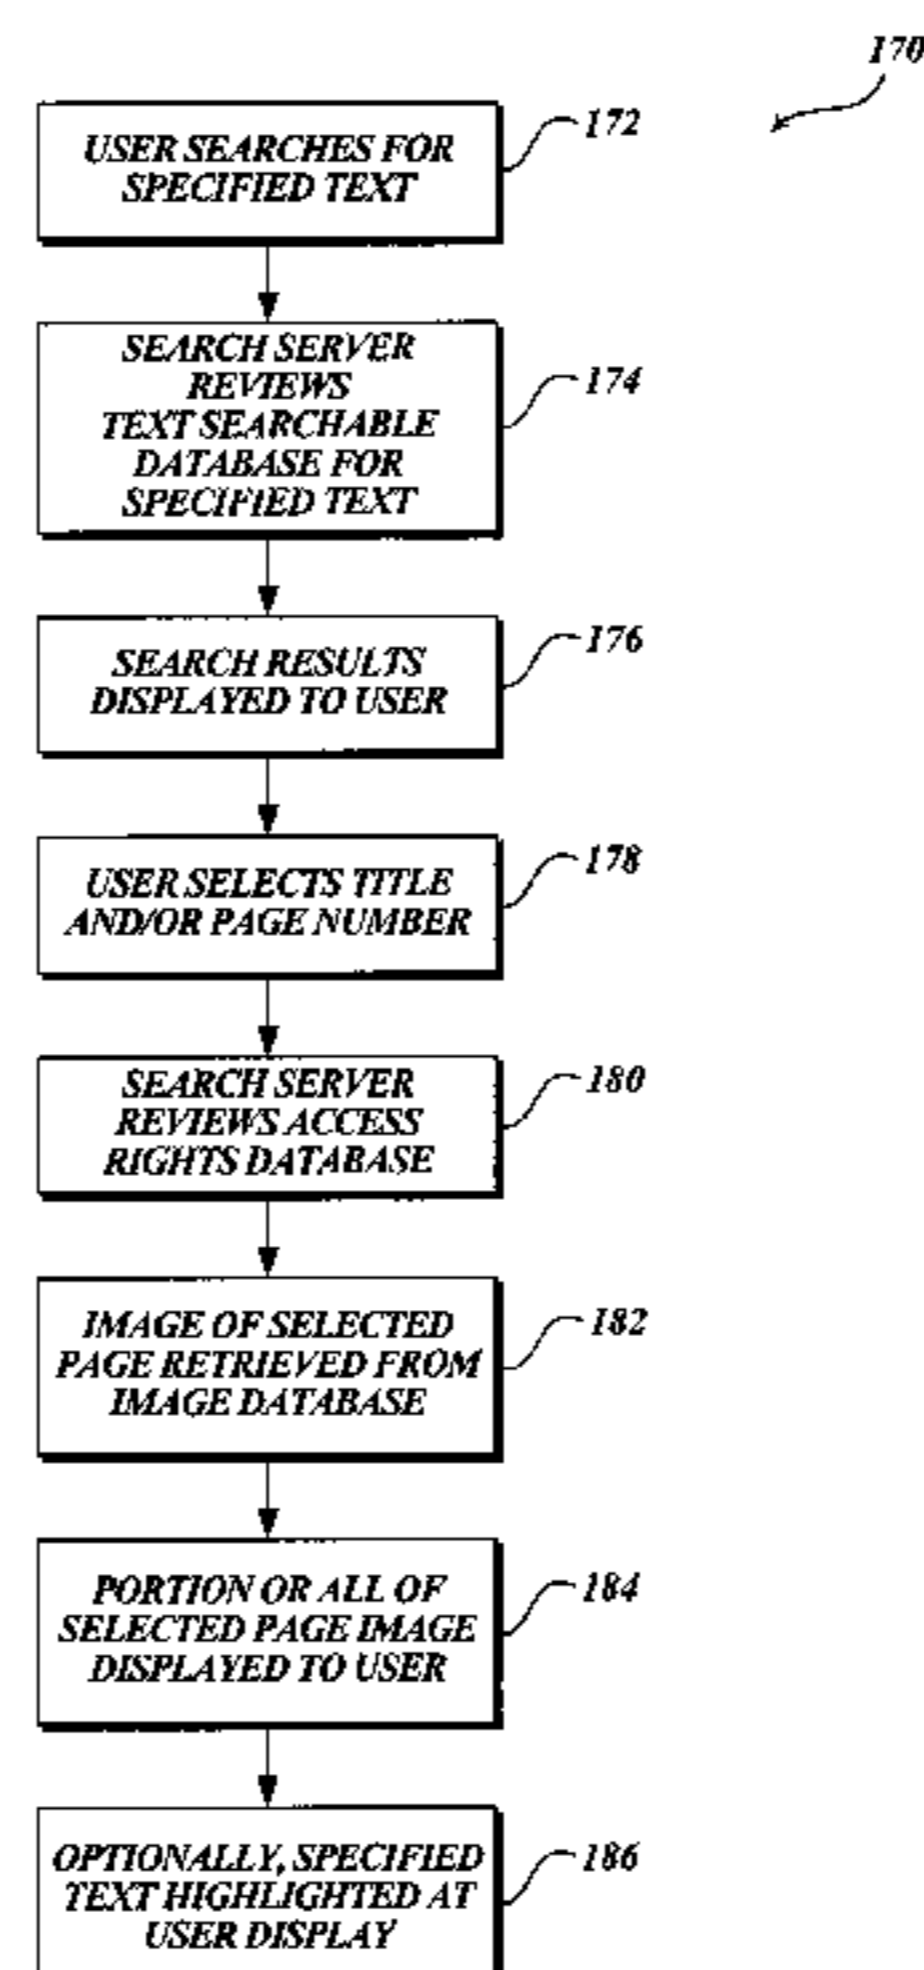 170
USER SEARCHES FOR
SPECIFIED TEXT
172
SEARCH SERVER
REVIEWS
TEXT SEARCHABLE
DATABASE FOR
SPECIFIED TEXT
174
SEARCH RESULTS
DISPLAYED TO USER
176
USER SELECTS TITLE
AND/OR PAGE NUMBER
178
SEARCH SERVER
REVIEWS ACCESS
RIGHTS DATABASE
180
IMAGE OF SELECTED
PAGE RETRIEVED FROM
IMAGE DATABASE
182
PORTION OR ALL OF
SELECTED PAGE IMAGE
DISPLAYED TO USER
184
OPTIONALLY, SPECIFIED
TEXT HIGHLIGHTED AT
USER DISPLAY
186